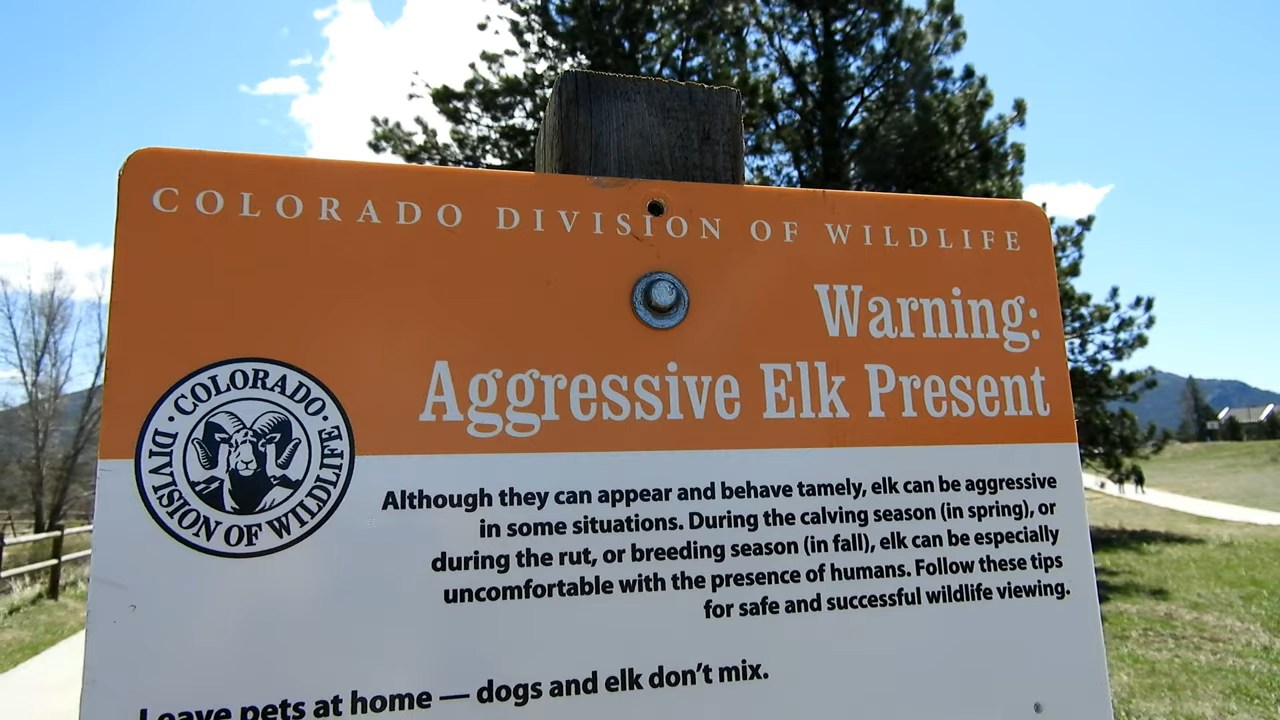 COLORADO DIVISION OF WILDLIFE
Warning:
Aggressive Elk Present
COLORADO
DIVISION OF WILDLIFE
Although they can appear and behave tamely, elk can be aggressive
in some situations. During the calving season (in spring), or
during the rut, or breeding season (in fall), elk can be especially
uncomfortable with the presence of humans. Follow these tips
for safe and successful wildlife viewing.
Leave pets at home — dogs and elk don't mix.